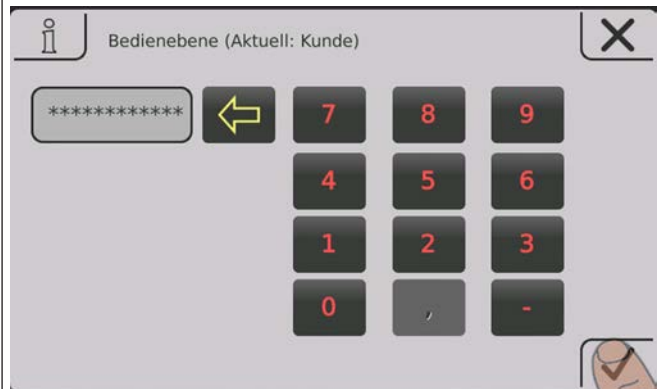 Bedienebene (Aktuell: Kunde)
************
7 8 9
4 5 6
1 2 3
0 , -